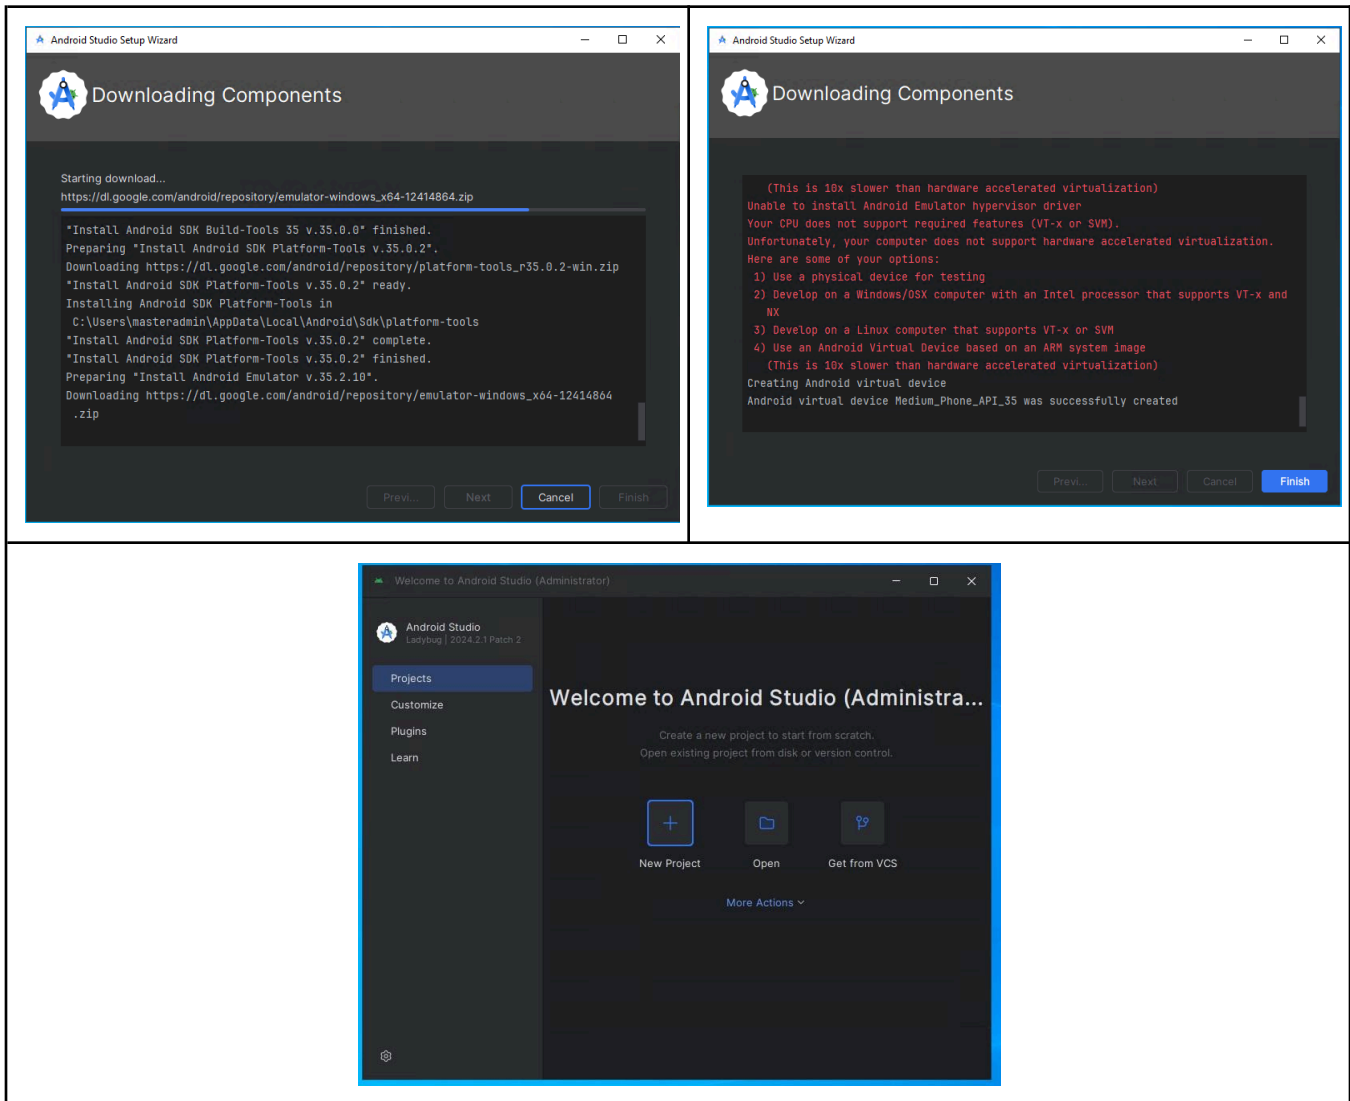 Android Studio Setup Wizard
Downloading Components
Starting download...
https://dl.google.com/android/repository/emulator-windows_x64-12414864.zip
"Install Android SDK Build-Tools 35 v.35.0.0" finished.
Preparing "Install Android SDK Platform-Tools v.35.0.2".
Downloading https://dl.google.com/android/repository/platform-tools_r35.0.2-win.zip
"Install Android SDK Platform-Tools v.35.0.2" ready.
Installing Android SDK Platform-Tools in
C:\Users\masteradmin\AppData\Local\Android\Sdk\platform-tools
"Install Android SDK Platform-Tools v.35.0.2" complete.
"Install Android SDK Platform-Tools v.35.0.2" finished.
Preparing "Install Android Emulator v.35.2.10".
Downloading https://dl.google.com/android/repository/emulator-windows_x64-12414864
.zip
Previ... Next Cancel Finish
Android Studio Setup Wizard
Downloading Components
(This is 10x slower than hardware accelerated virtualization)
Unable to install Android Emulator hypervisor driver
Your CPU does not support required features (VT-x or SVM).
Unfortunately, your computer does not support hardware accelerated virtualization.
Here are some of your options:
1) Use a physical device for testing
2) Develop on a Windows/OSX computer with an Intel processor that supports VT-x and
NX
3) Develop on a Linux computer that supports VT-x or SVM
4) Use an Android Virtual Device based on an ARM system image
(This is 10x slower than hardware accelerated virtualization)
Creating Android virtual device
Android virtual device Medium_Phone_API_35 was successfully created
Previ... Next Cancel Finish
Welcome to Android Studio (Administrator)
Android Studio
Ladybug | 2024.2.1 Patch 2
Projects
Customize
Plugins
Learn
Welcome to Android Studio (Administra...
Create a new project to start from scratch.
Open existing project from disk or version control.
New Project Open Get from VCS
More Actions